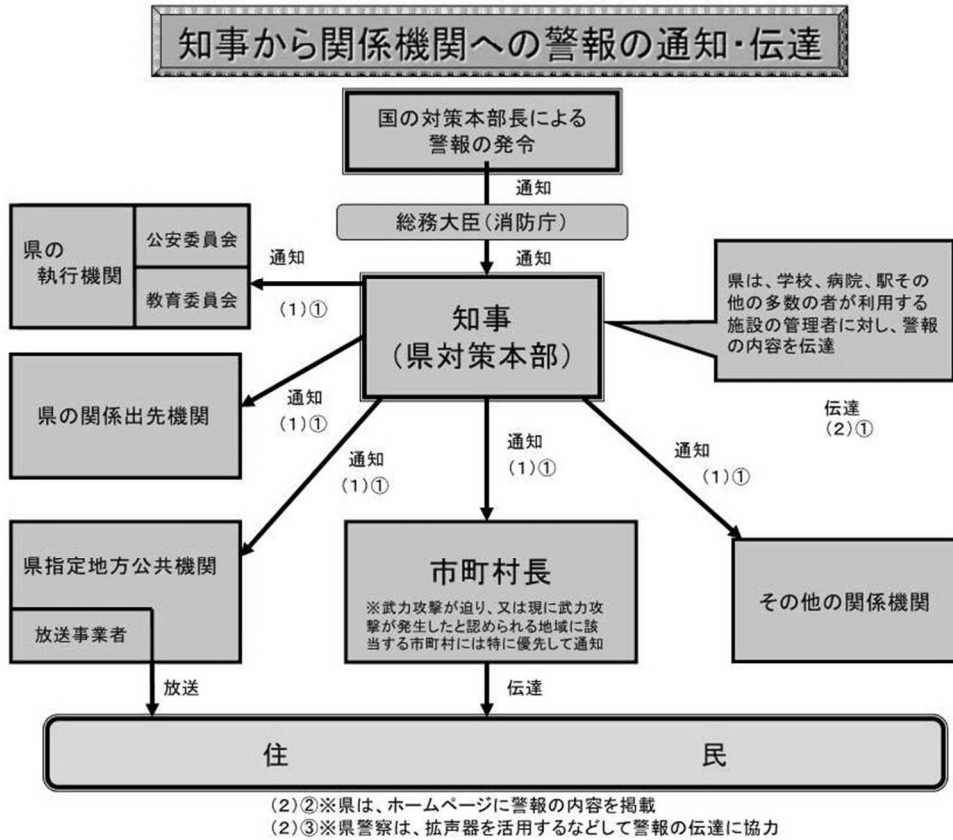 知事から関係機関への警報の通知・伝達
国の対策本部長による
警報の発令
通知
総務大臣(消防庁)
通知
県の
執行機関
公安委員会
教育委員会
通知
(1)①
知事
(県対策本部)
県は、学校、病院、駅その
他の多数の者が利用する
施設の管理者に対し、警報
の内容を伝達
伝達
(2)①
県の関係出先機関
通知
(1)①
通知
(1)①
通知
(1)①
通知
(1)①
県指定地方公共機関
放送事業者
市町村長
※武力攻撃が迫り、又は現に武力攻
撃が発生したと認められる地域に該
当する市町村には特に優先して通知
その他の関係機関
放送
伝達
住 民
(2)②※県は、ホームページに警報の内容を掲載
(2)③※県警察は、拡声器を活用するなどして警報の伝達に協力